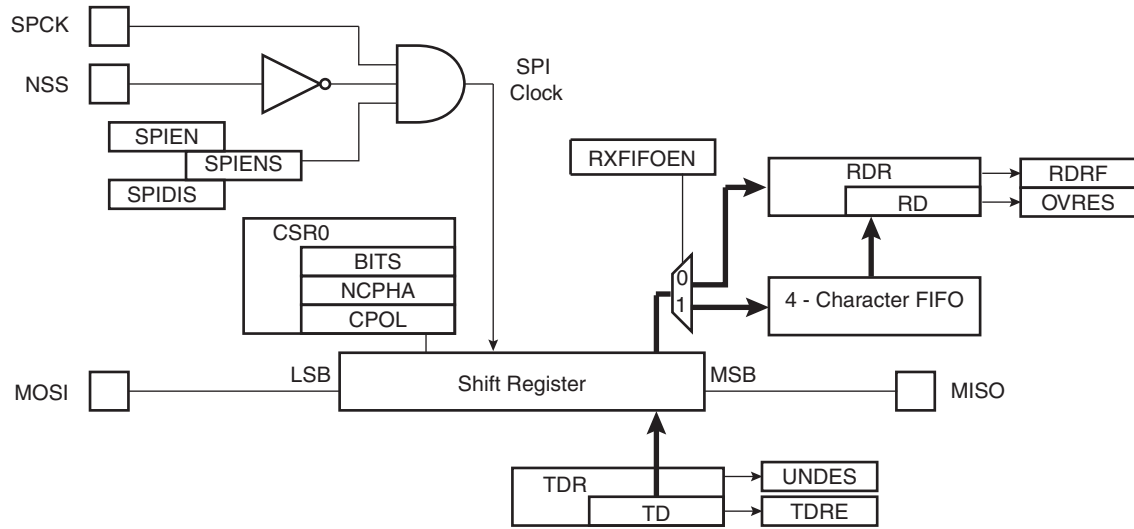 SPCK
NSS
SPI
Clock
SPIEN
SPIENS
SPIDIS
RXFIFOEN
RDR
RD
RDRF
OVRES
CSR0
BITS
NCPHA
CPOL
0
1
4 - Character FIFO
MOSI
LSB
Shift Register
MSB
MISO
TDR
TD
UNDES
TDRE